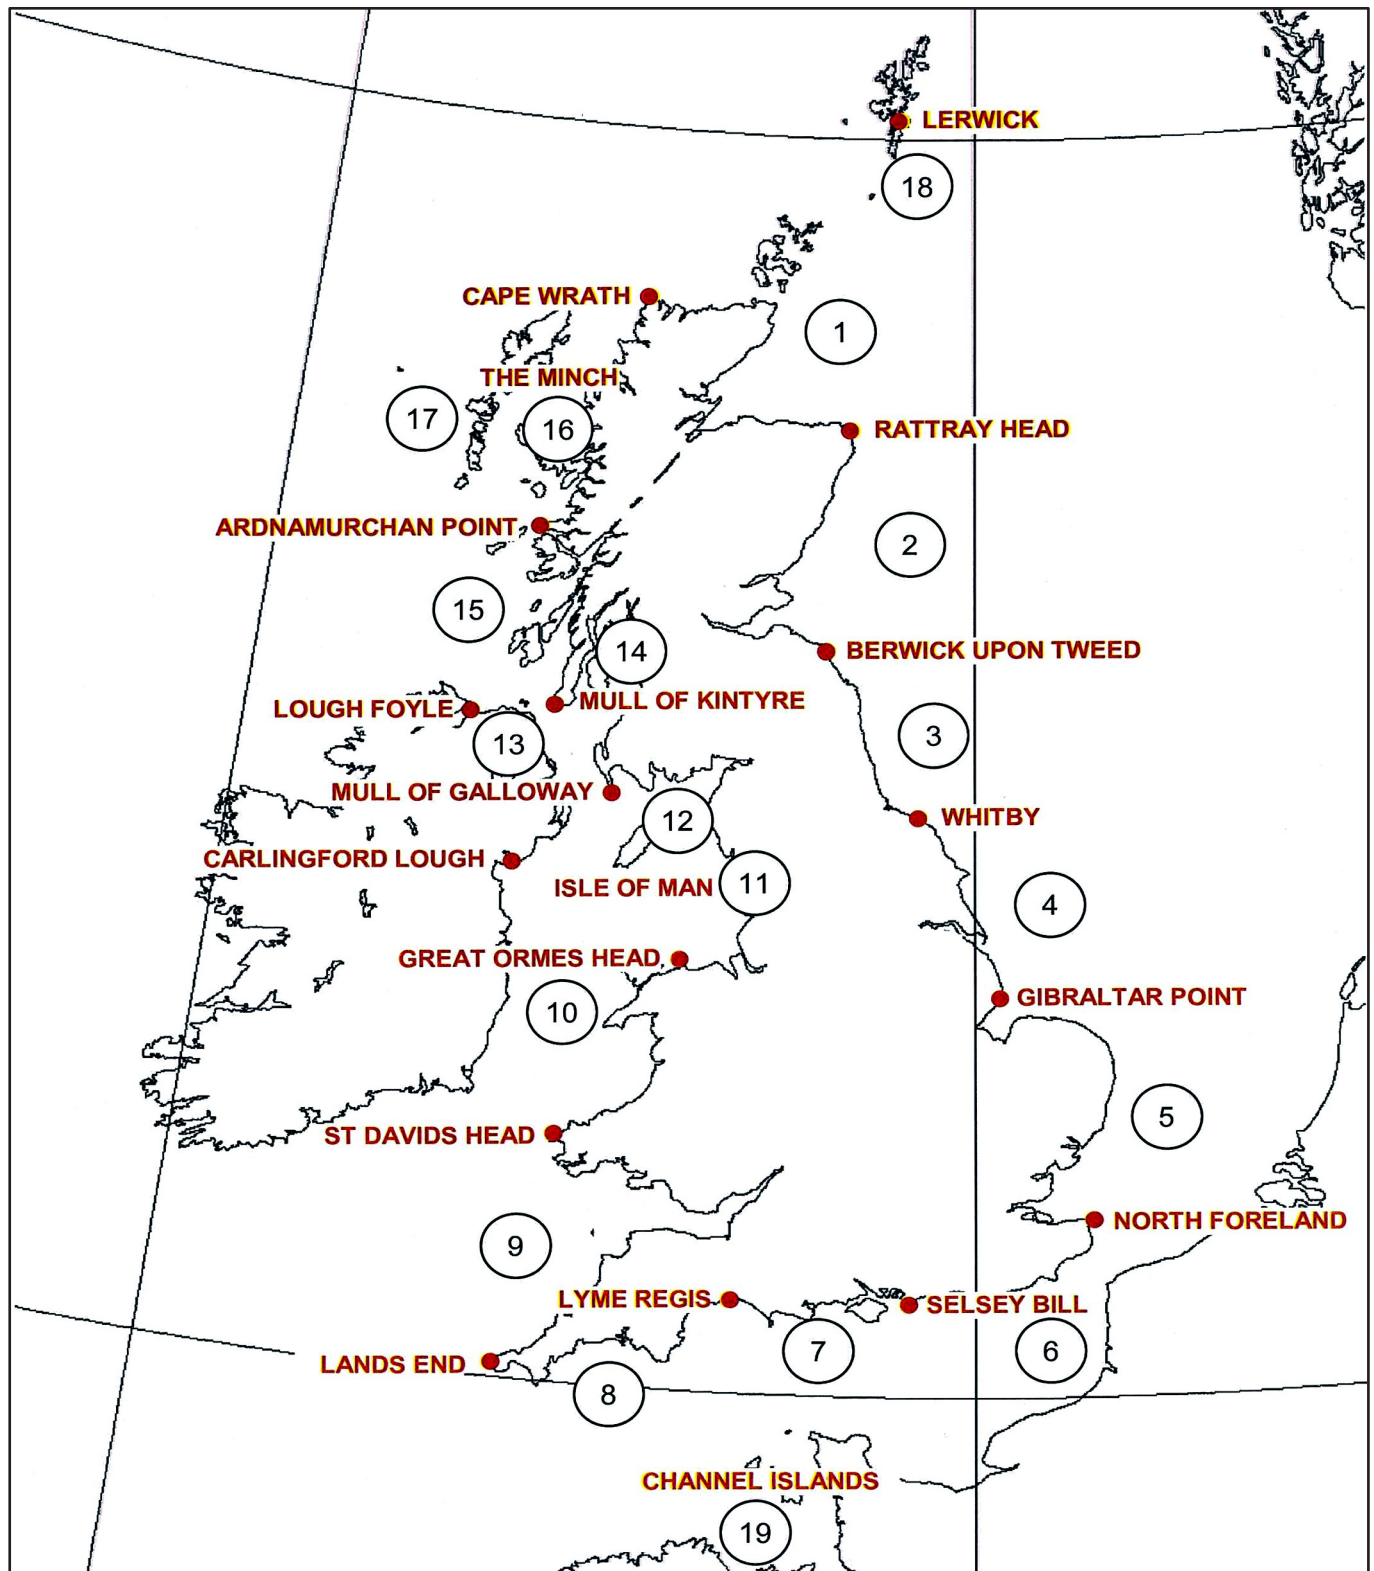 LERWICK
18
CAPE WRATH
1
THE MINCH
17
16
RATTRAY HEAD
ARDNAMURCHAN POINT
2
15
14
BERWICK UPON TWEED
MULL OF KINTYRE
LOUGH FOYLE
13
3
MULL OF GALLOWAY
12
WHITBY
CARLINGFORD LOUGH
ISLE OF MAN
11
4
GREAT ORMES HEAD
GIBRALTAR POINT
10
5
ST DAVIDS HEAD
NORTH FORELAND
9
LYME REGIS
SELSEY BILL
7
6
LANDS END
8
CHANNEL ISLANDS
19